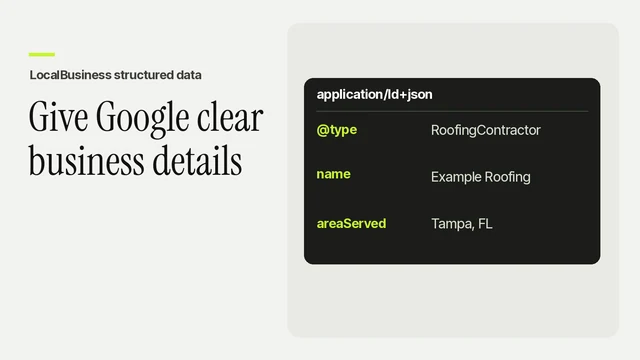 LocalBusiness structured data
Give Google clear
business details
application/ld+json
@type RoofingContractor
name Example Roofing
areaServed Tampa, FL